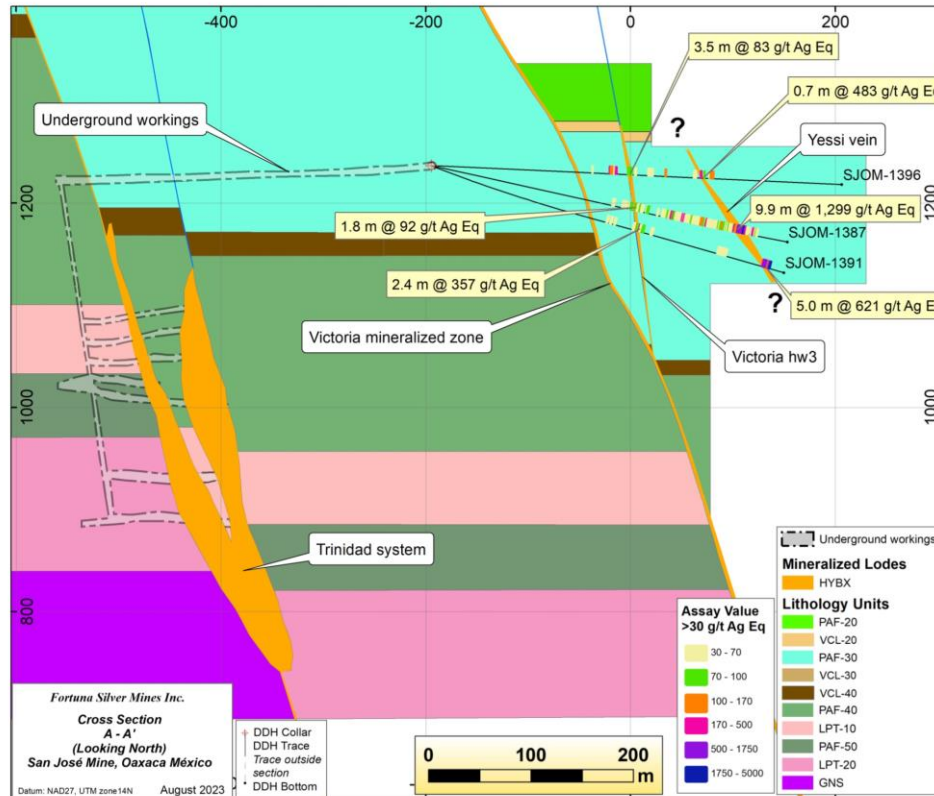 -400
-200
0
200
3.5 m @ 83 g/t Ag Eq
0.7 m @ 483 g/t Ag Eq
Underground workings
?
Yessi vein
SJOM-1396
1200
1200
9.9 m @ 1,299 g/t Ag Eq
1.8 m @ 92 g/t Ag Eq
SJOM-1387
SJOM-1391
2.4 m @ 357 g/t Ag Eq
?
5.0 m @ 621 g/t Ag Eq
Victoria mineralized zone
Victoria hw3
1000
1000
Trinidad system
800
Underground workings
Mineralized Lodes
HYBX
Lithology Units
PAF-20
VCL-20
PAF-30
VCL-30
VCL-40
PAF-40
LPT-10
PAF-50
LPT-20
GNS
Assay Value
>30 g/t Ag Eq
30 - 70
70 - 100
100 - 170
170 - 500
500 - 1750
1750 - 5000
Fortuna Silver Mines Inc.
Cross Section
A - A'
(Looking North)
San José Mine, Oaxaca México
Datum: NAD27, UTM zone14N August 2023
DDH Collar
DDH Trace
Trace outside
section
DDH Bottom
0 50 100 200
m